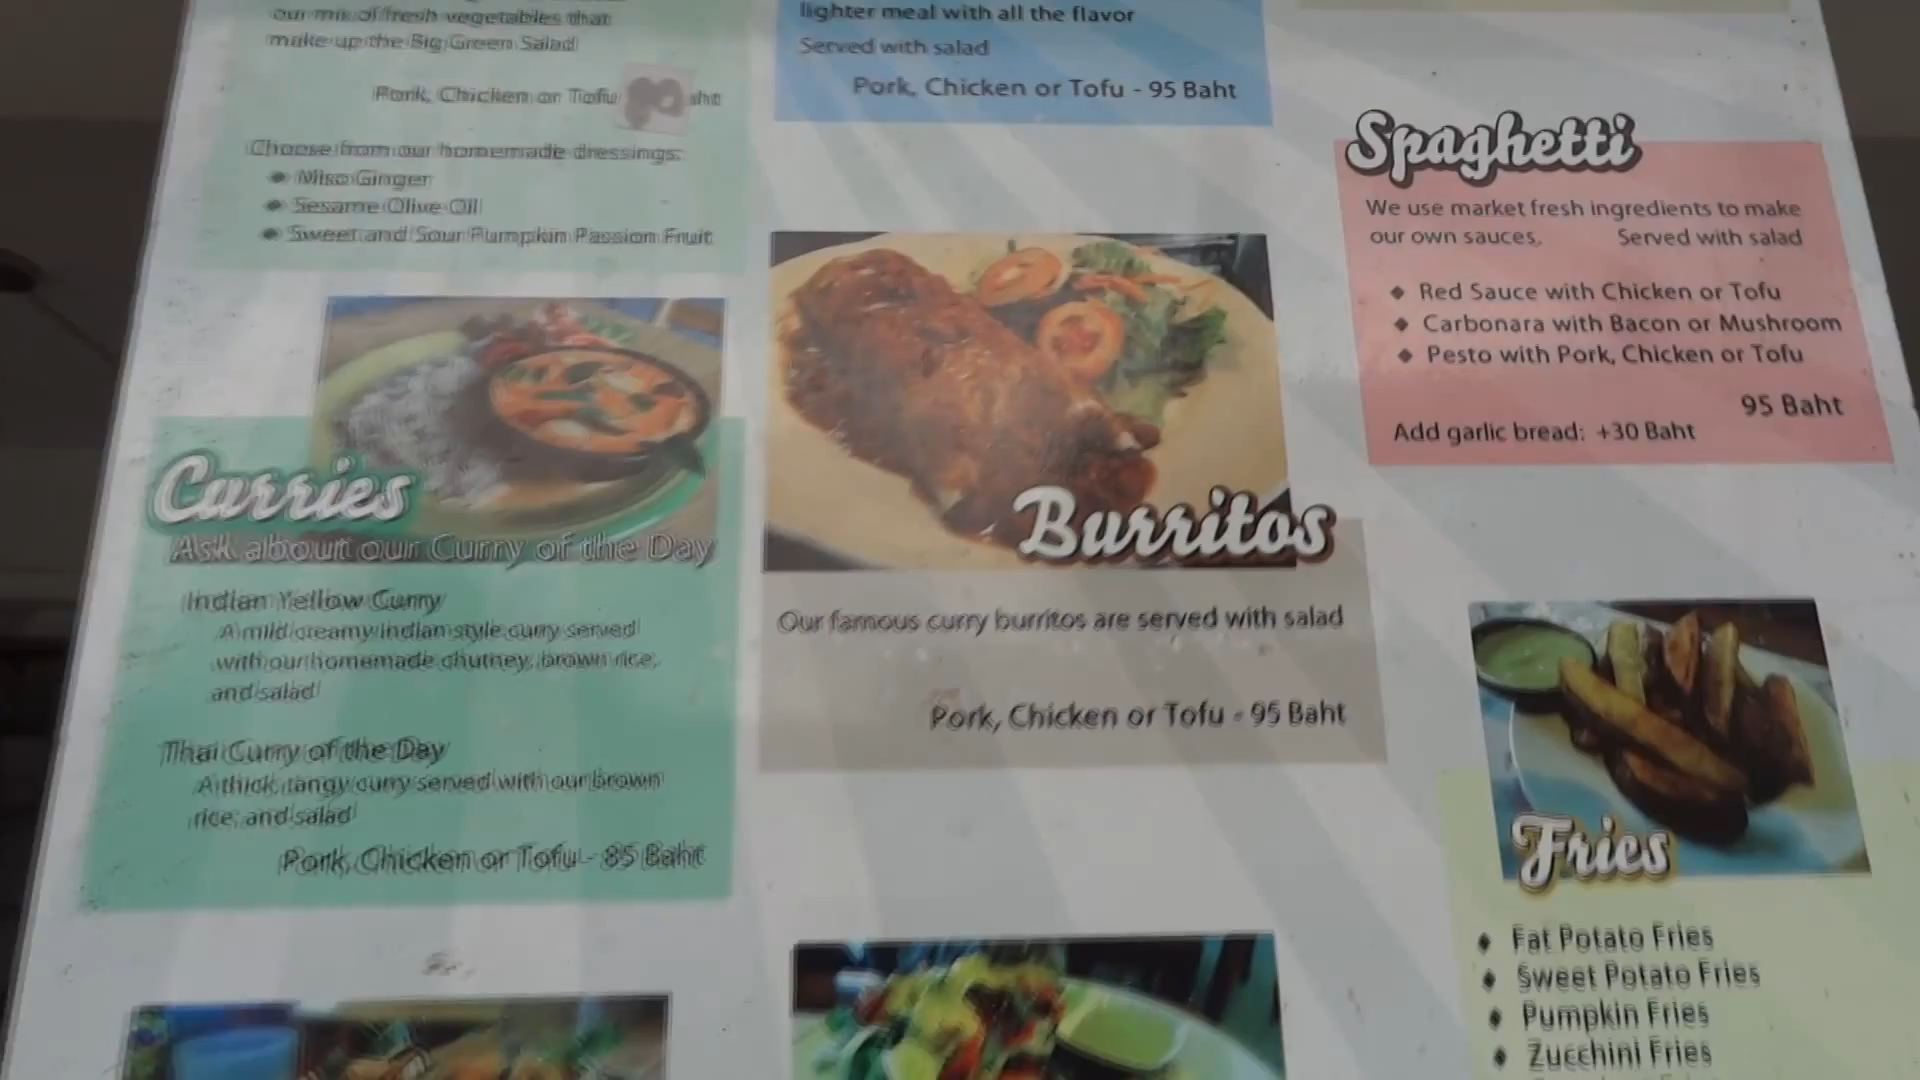 our mix of fresh vegetables that
make up the Big Green Salad
Pork, Chicken or Tofu
Choose from our homemade dressings:
Miso Ginger
Sesame Olive Oil
Sweet and Sour Pumpkin Passion Fruit
Curries
Ask about our Curry of the Day
Indian Yellow Curry
A mild creamy Indian style curry served
with our homemade chutney, brown rice,
and salad
Thai Curry of the Day
A thick, tangy curry served with our brown
rice, and salad
Pork, Chicken or Tofu - 85 Baht
lighter meal with all the flavor
Served with salad
Pork, Chicken or Tofu - 95 Baht
Burritos
Our famous curry burritos are served with salad
Pork, Chicken or Tofu - 95 Baht
Spaghetti
We use market fresh ingredients to make
our own sauces. Served with salad
Red Sauce with Chicken or Tofu
Carbonara with Bacon or Mushroom
Pesto with Pork, Chicken or Tofu
95 Baht
Add garlic bread: +30 Baht
Fries
Fat Potato Fries
Sweet Potato Fries
Pumpkin Fries
Zucchini Fries